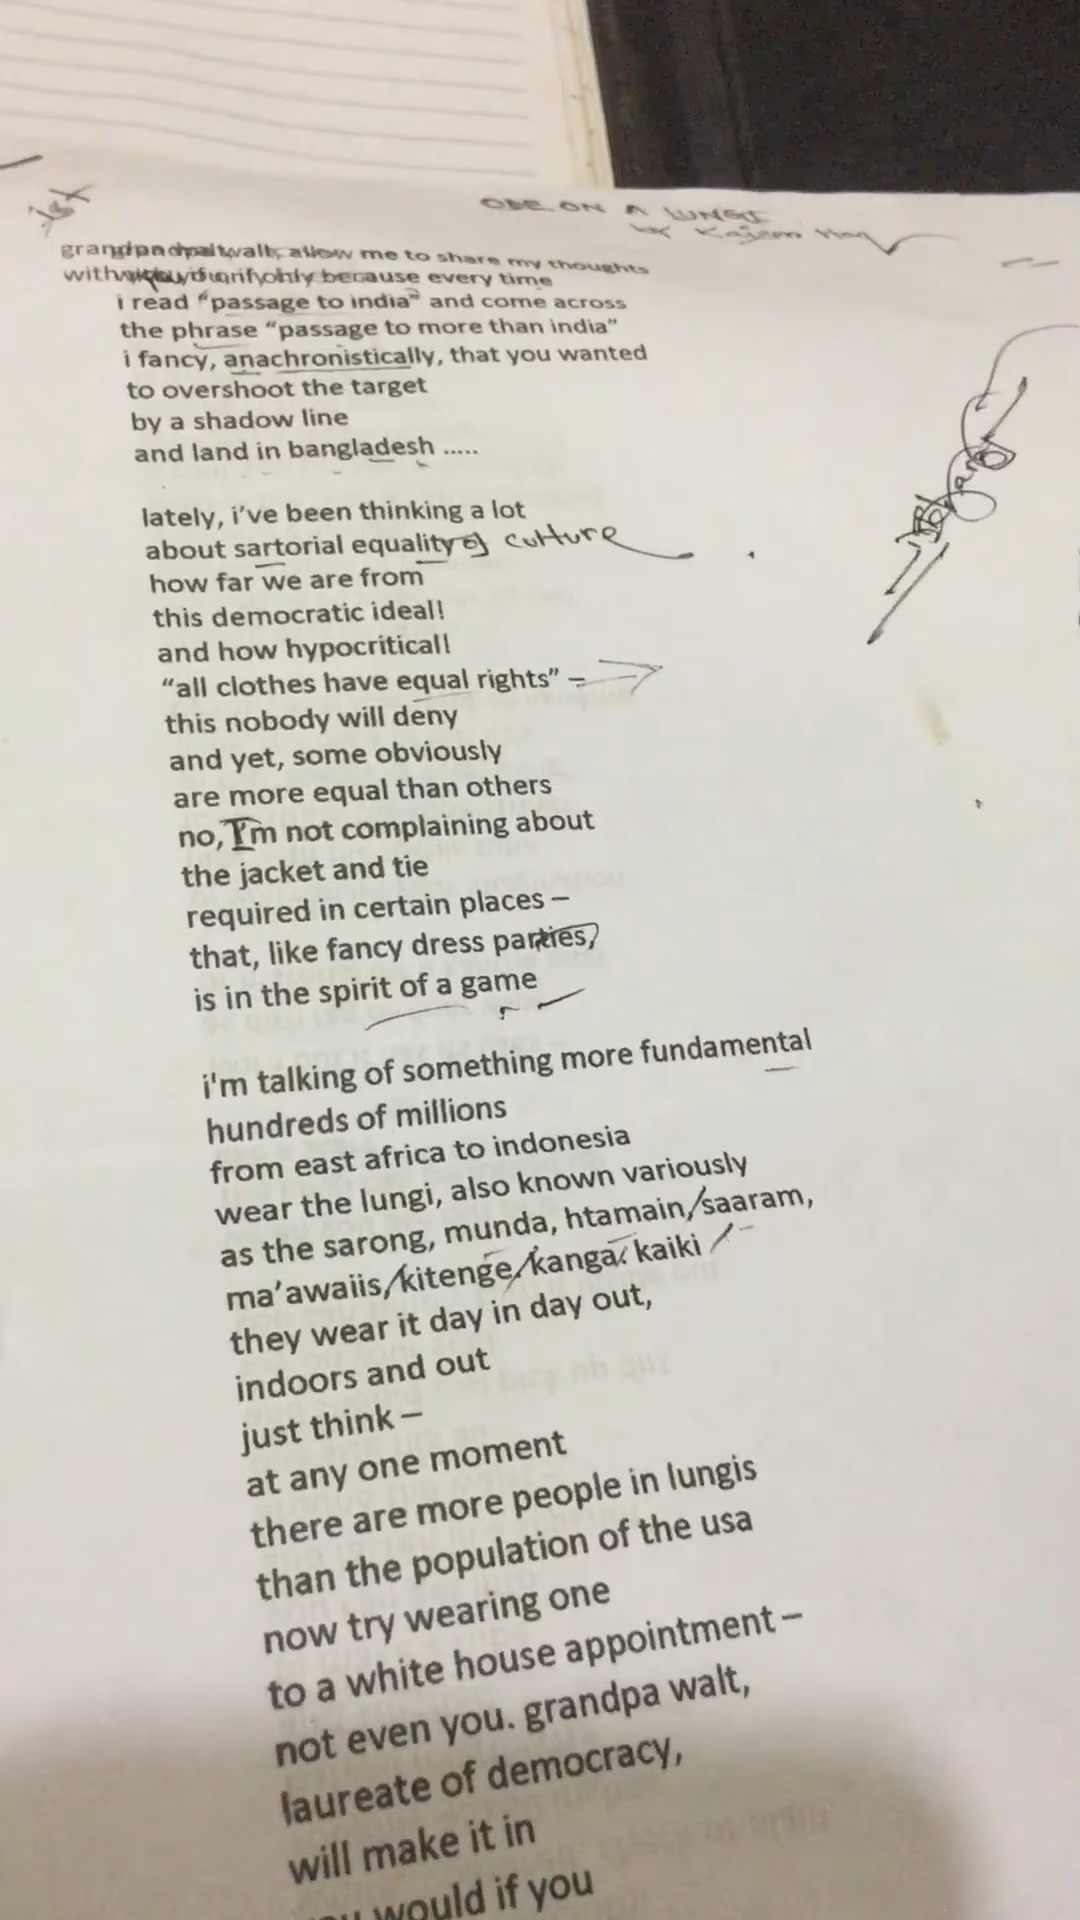 ODE ON A LUNGI
by Kaiser Haq
grandpa walt, allow me to share my thoughts
with you if only because every time
i read “passage to india” and come across
the phrase “passage to more than india”
i fancy, anachronistically, that you wanted
to overshoot the target
by a shadow line
and land in bangladesh .....
lately, i’ve been thinking a lot
about sartorial equality of culture
how far we are from
this democratic ideal!
and how hypocritical!
“all clothes have equal rights” –
this nobody will deny
and yet, some obviously
are more equal than others
no, I'm not complaining about
the jacket and tie
required in certain places –
that, like fancy dress parties,
is in the spirit of a game
i'm talking of something more fundamental
hundreds of millions
from east africa to indonesia
wear the lungi, also known variously
as the sarong, munda, htamain/saaram,
ma’awaiis/kitenge/kanga/ kaiki /
they wear it day in day out,
indoors and out
just think –
at any one moment
there are more people in lungis
than the population of the usa
now try wearing one
to a white house appointment –
not even you. grandpa walt,
laureate of democracy,
will make it in
you would if you